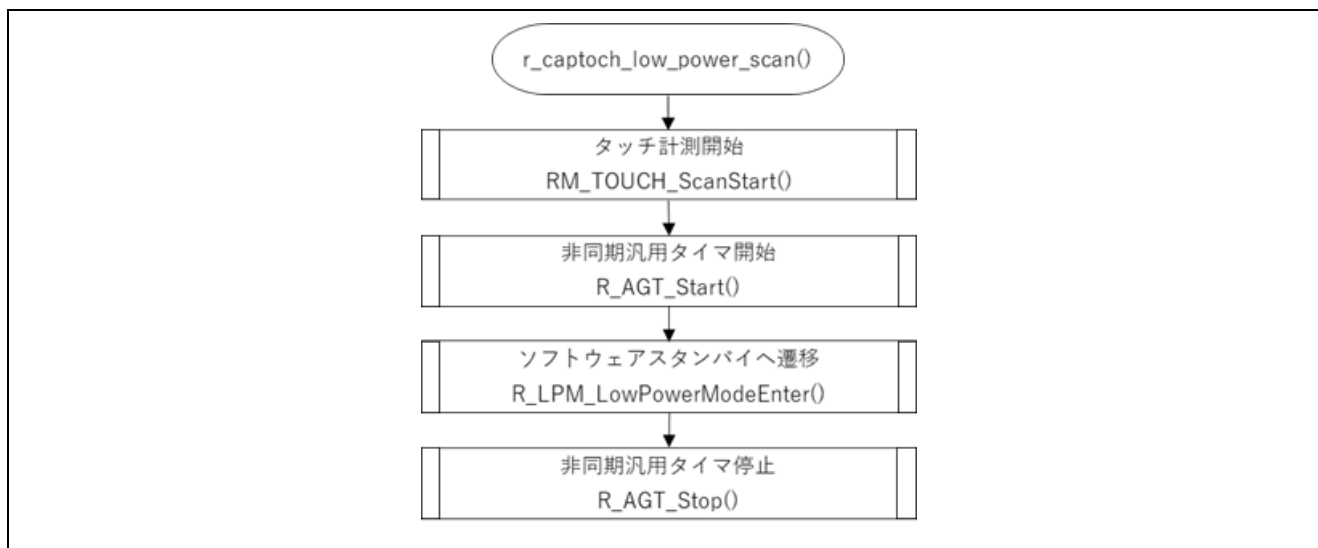 r_captoch_low_power_scan()
タッチ計測開始
RM_TOUCH_ScanStart()
非同期汎用タイマ開始
R_AGT_Start()
ソフトウェアスタンバイへ遷移
R_LPM_LowPowerModeEnter()
非同期汎用タイマ停止
R_AGT_Stop()